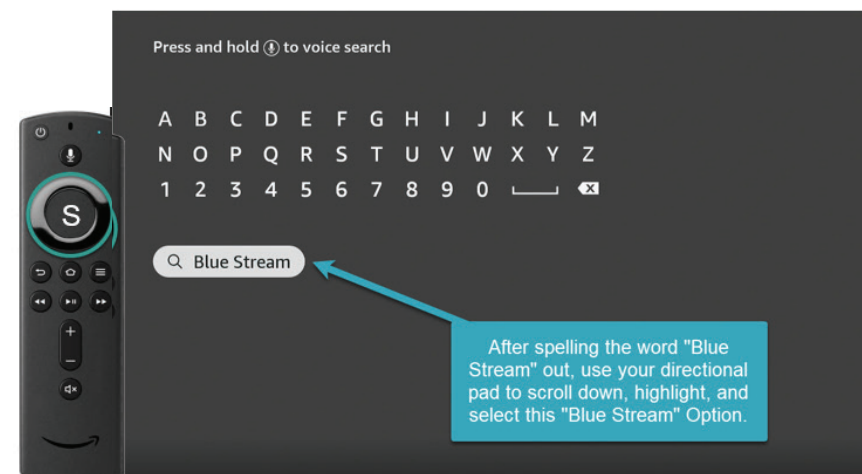 Press and hold to voice search
A B C D E F G H I J K L M
N O P Q R S T U V W X Y Z
1 2 3 4 5 6 7 8 9 0
S
Blue Stream
After spelling the word "Blue
Stream" out, use your directional
pad to scroll down, highlight, and
select this "Blue Stream" Option.